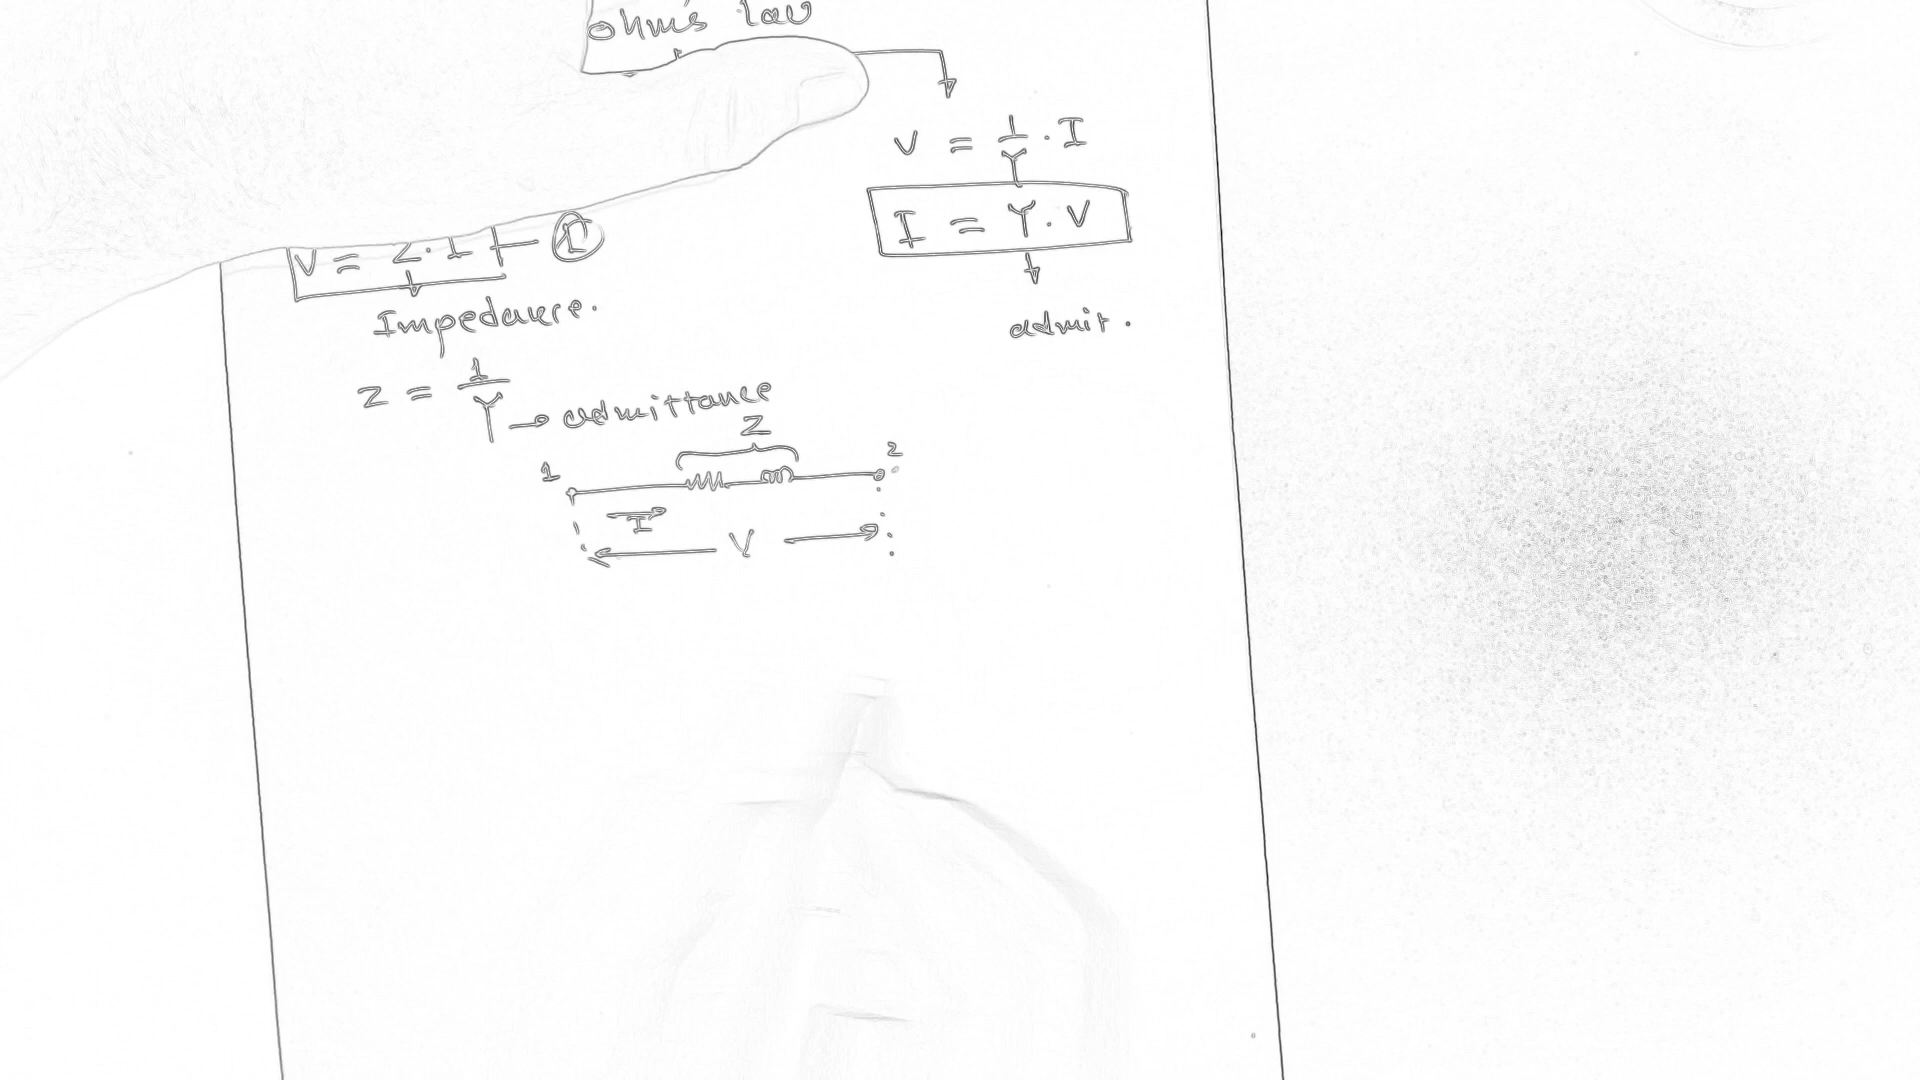 ohm's law
V = Z · I — ①
Impedance.
Z = 1/Y → admittance
Z
1 2
I
V
V = 1/Y · I
I = Y · V
admit.